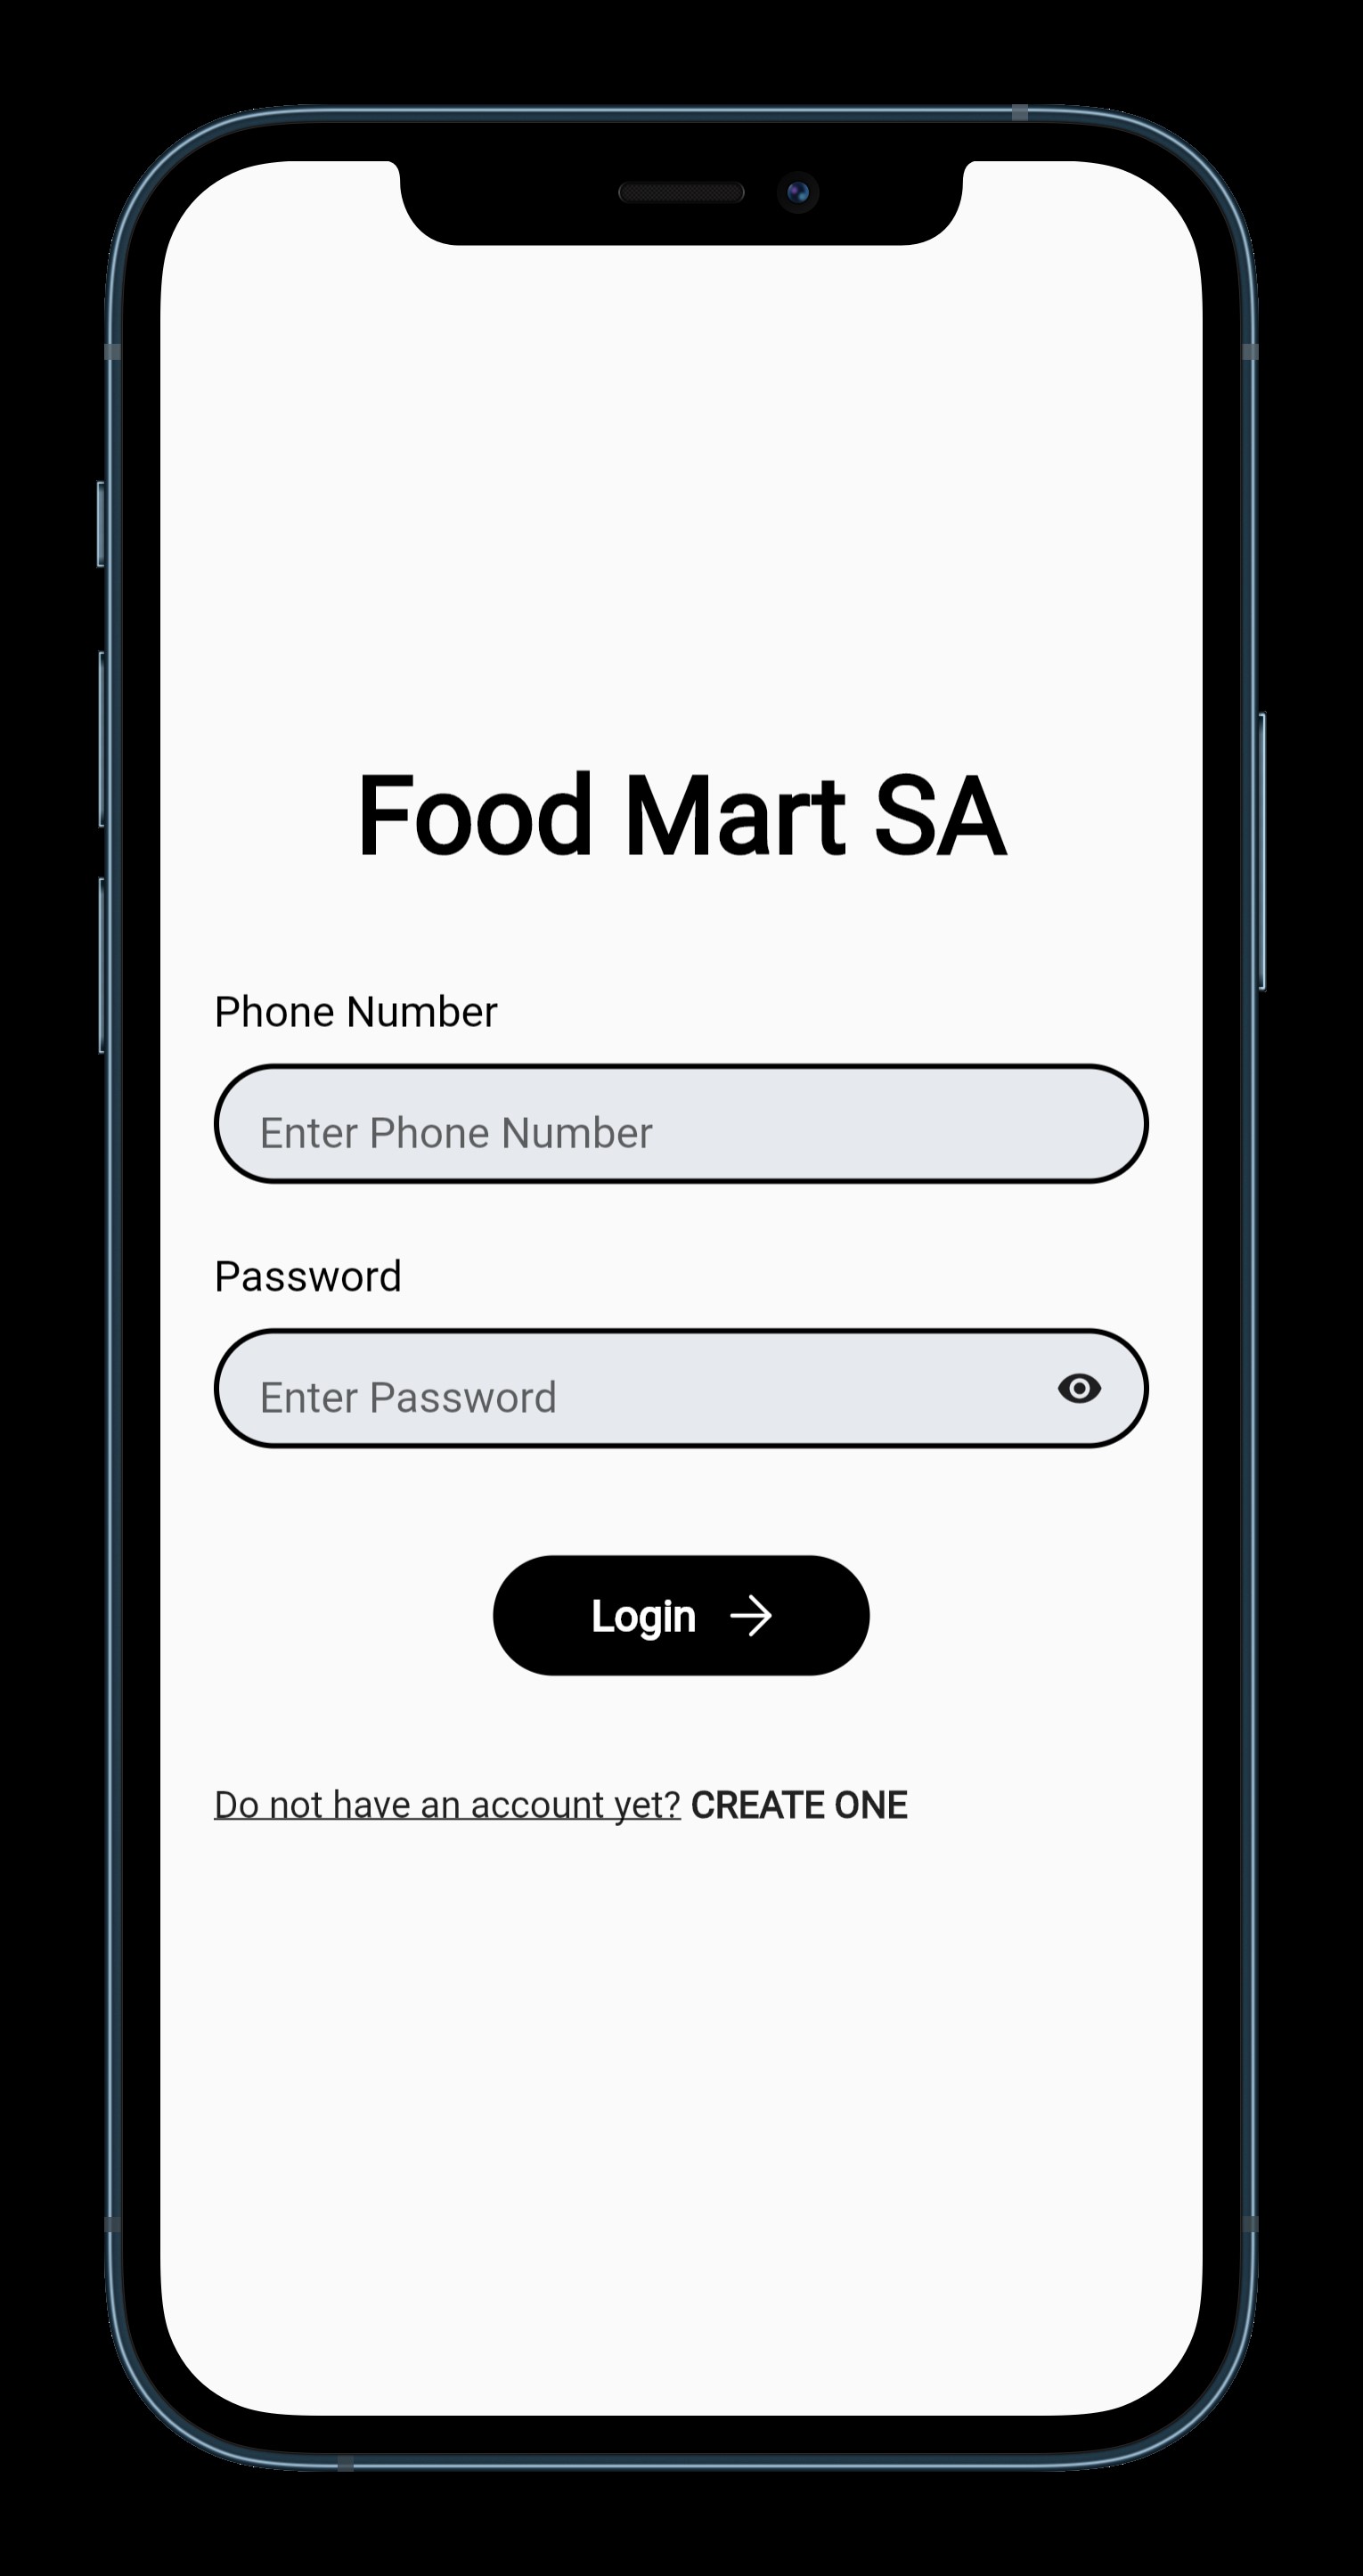 Food Mart SA
Phone Number
Enter Phone Number
Password
Enter Password
Login
Do not have an account yet? CREATE ONE